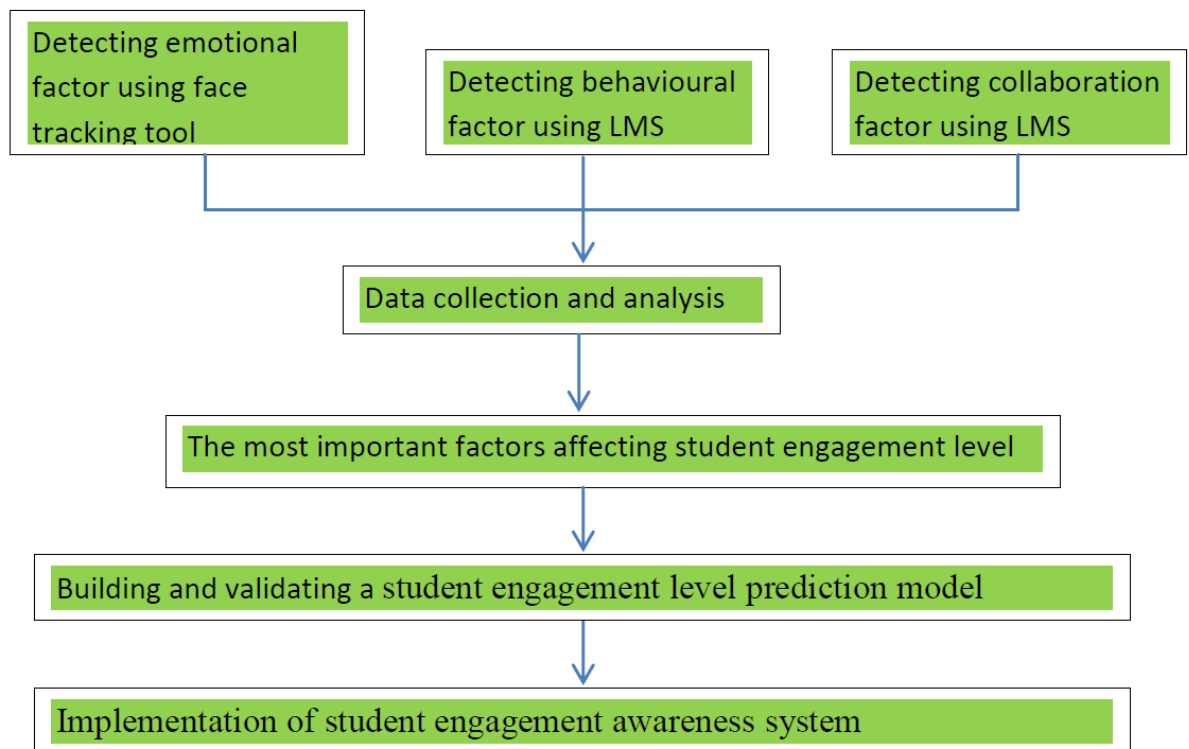 Detecting emotional
factor using face
tracking tool
Detecting behavioural
factor using LMS
Detecting collaboration
factor using LMS
Data collection and analysis
The most important factors affecting student engagement level
Building and validating a student engagement level prediction model
Implementation of student engagement awareness system